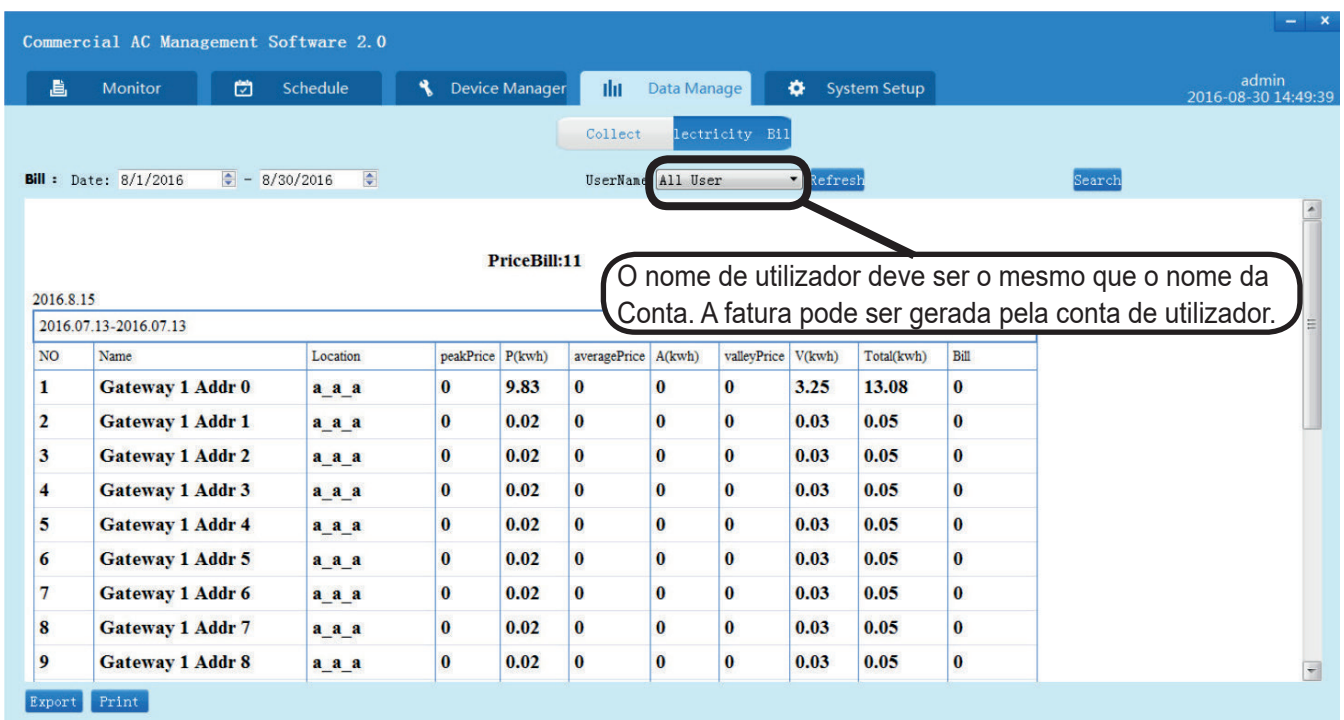 Commercial AC Management Software 2.0
Monitor Schedule Device Manager Data Manage System Setup
admin
2016-08-30 14:49:39
Collect lectricity Bil
Bill : Date: 8/1/2016 - 8/30/2016 UserName All User Refresh Search
PriceBill:11
O nome de utilizador deve ser o mesmo que o nome da
Conta. A fatura pode ser gerada pela conta de utilizador.
2016.8.15
2016.07.13-2016.07.13
NO Name Location peakPrice P(kwh) averagePrice A(kwh) valleyPrice V(kwh) Total(kwh) Bill
1 Gateway 1 Addr 0 a_a_a 0 9.83 0 0 0 3.25 13.08 0
2 Gateway 1 Addr 1 a_a_a 0 0.02 0 0 0 0.03 0.05 0
3 Gateway 1 Addr 2 a_a_a 0 0.02 0 0 0 0.03 0.05 0
4 Gateway 1 Addr 3 a_a_a 0 0.02 0 0 0 0.03 0.05 0
5 Gateway 1 Addr 4 a_a_a 0 0.02 0 0 0 0.03 0.05 0
6 Gateway 1 Addr 5 a_a_a 0 0.02 0 0 0 0.03 0.05 0
7 Gateway 1 Addr 6 a_a_a 0 0.02 0 0 0 0.03 0.05 0
8 Gateway 1 Addr 7 a_a_a 0 0.02 0 0 0 0.03 0.05 0
9 Gateway 1 Addr 8 a_a_a 0 0.02 0 0 0 0.03 0.05 0
Export Print